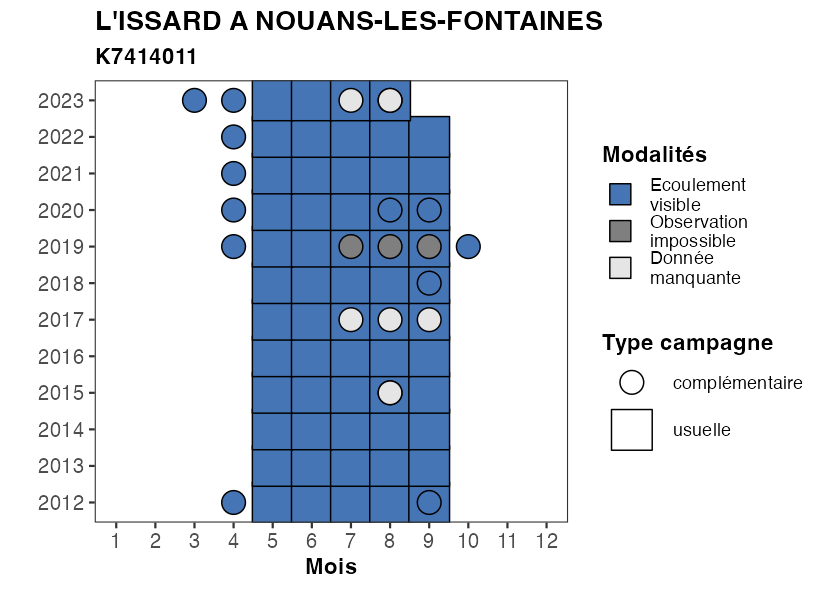 L'ISSARD A NOUANS-LES-FONTAINES
K7414011
2023
2022
2021
2020
2019
2018
2017
2016
2015
2014
2013
2012
1 2 3 4 5 6 7 8 9 10 11 12
Mois
Modalités
Ecoulement
visible
Observation
impossible
Donnée
manquante
Type campagne
complémentaire
usuelle